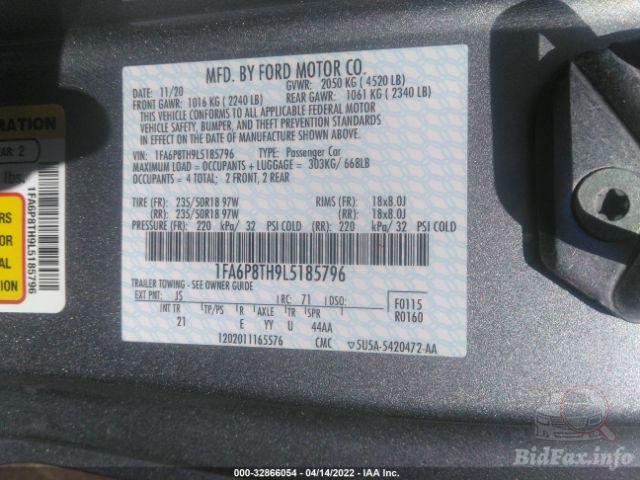 MFD. BY FORD MOTOR CO.
DATE: 11/20 GVWR: 2050 KG ( 4520 LB)
FRONT GAWR: 1016 KG ( 2240 LB) REAR GAWR: 1061 KG ( 2340 LB)
THIS VEHICLE CONFORMS TO ALL APPLICABLE FEDERAL MOTOR
VEHICLE SAFETY, BUMPER, AND THEFT PREVENTION STANDARDS
IN EFFECT ON THE DATE OF MANUFACTURE SHOWN ABOVE.
VIN: 1FA6P8TH9L5185796 TYPE: Passenger Car
MAXIMUM LOAD = OCCUPANTS + LUGGAGE = 303KG/ 668LB
OCCUPANTS = 4 TOTAL: 2 FRONT, 2 REAR
TIRE (FR): 235/50R18 97W RIMS (FR): 18x8.0J
(RR): 235/50R18 97W (RR): 18x8.0J
PRESSURE (FR): 220 kPa/ 32 PSI COLD (RR): 220 kPa/ 32 PSI COLD
1FA6P8TH9L5185796
TRAILER TOWING - SEE OWNER GUIDE
EXT PNT: JS RC: 71 DSO:
INT TR TP/PS R AXLE TR SPR
21 E YY U 44AA
F0115
R0160
1202011165576 CMC 5U5A-5420472-AA
MATION
EAR: 2
lbs.
1FA6P8TH9L5185796
000-32866054 - 04/14/2022 - IAA Inc.
BidFax.info